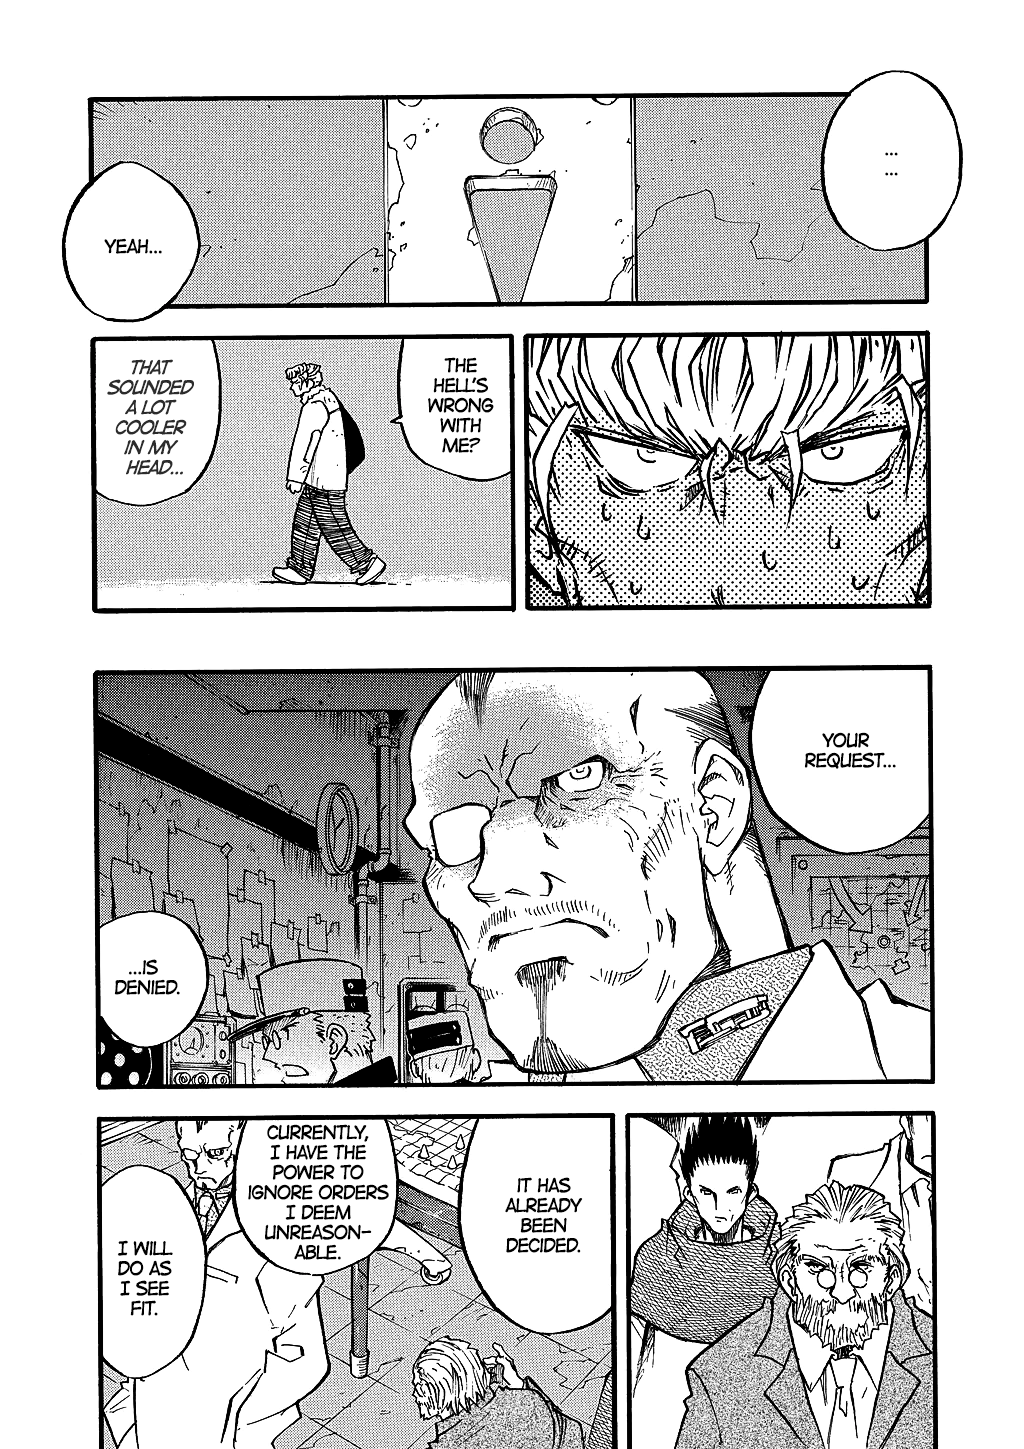 ...
...
YEAH...
THE
HELL'S
WRONG
WITH
ME?
THAT
SOUNDED
A LOT
COOLER
IN MY
HEAD...
YOUR
REQUEST...
...IS
DENIED.
IT HAS
ALREADY
BEEN
DECIDED.
CURRENTLY,
I HAVE THE
POWER TO
IGNORE ORDERS
I DEEM
UNREASON-
ABLE.
I WILL
DO AS
I SEE
FIT.